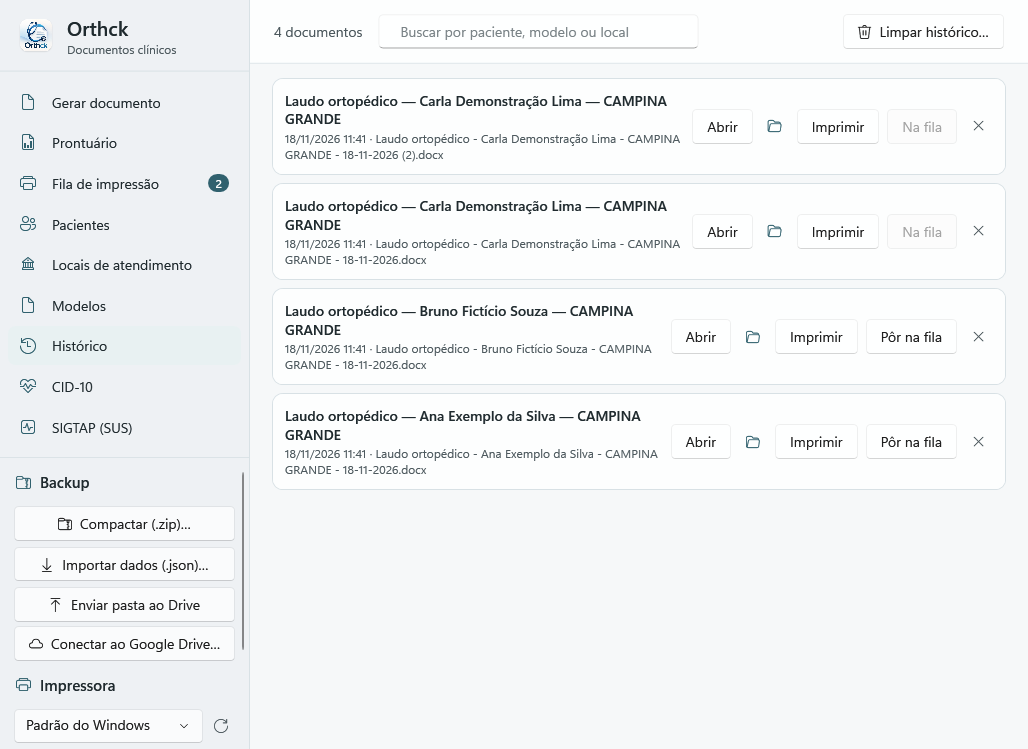 Orthck
Orthck
Documentos clínicos
Gerar documento
Prontuário
Fila de impressão 2
Pacientes
Locais de atendimento
Modelos
Histórico
CID-10
SIGTAP (SUS)
Backup
Compactar (.zip)...
Importar dados (.json)...
Enviar pasta ao Drive
Conectar ao Google Drive...
Impressora
Padrão do Windows
4 documentos
Buscar por paciente, modelo ou local
Limpar histórico...
Laudo ortopédico — Carla Demonstração Lima — CAMPINA
GRANDE
18/11/2026 11:41 · Laudo ortopédico - Carla Demonstração Lima - CAMPINA
GRANDE - 18-11-2026 (2).docx
Abrir Imprimir Na fila
Laudo ortopédico — Carla Demonstração Lima — CAMPINA
GRANDE
18/11/2026 11:41 · Laudo ortopédico - Carla Demonstração Lima - CAMPINA
GRANDE - 18-11-2026.docx
Abrir Imprimir Na fila
Laudo ortopédico — Bruno Fictício Souza — CAMPINA
GRANDE
18/11/2026 11:41 · Laudo ortopédico - Bruno Fictício Souza - CAMPINA
GRANDE - 18-11-2026.docx
Abrir Imprimir Pôr na fila
Laudo ortopédico — Ana Exemplo da Silva — CAMPINA
GRANDE
18/11/2026 11:41 · Laudo ortopédico - Ana Exemplo da Silva - CAMPINA
GRANDE - 18-11-2026.docx
Abrir Imprimir Pôr na fila